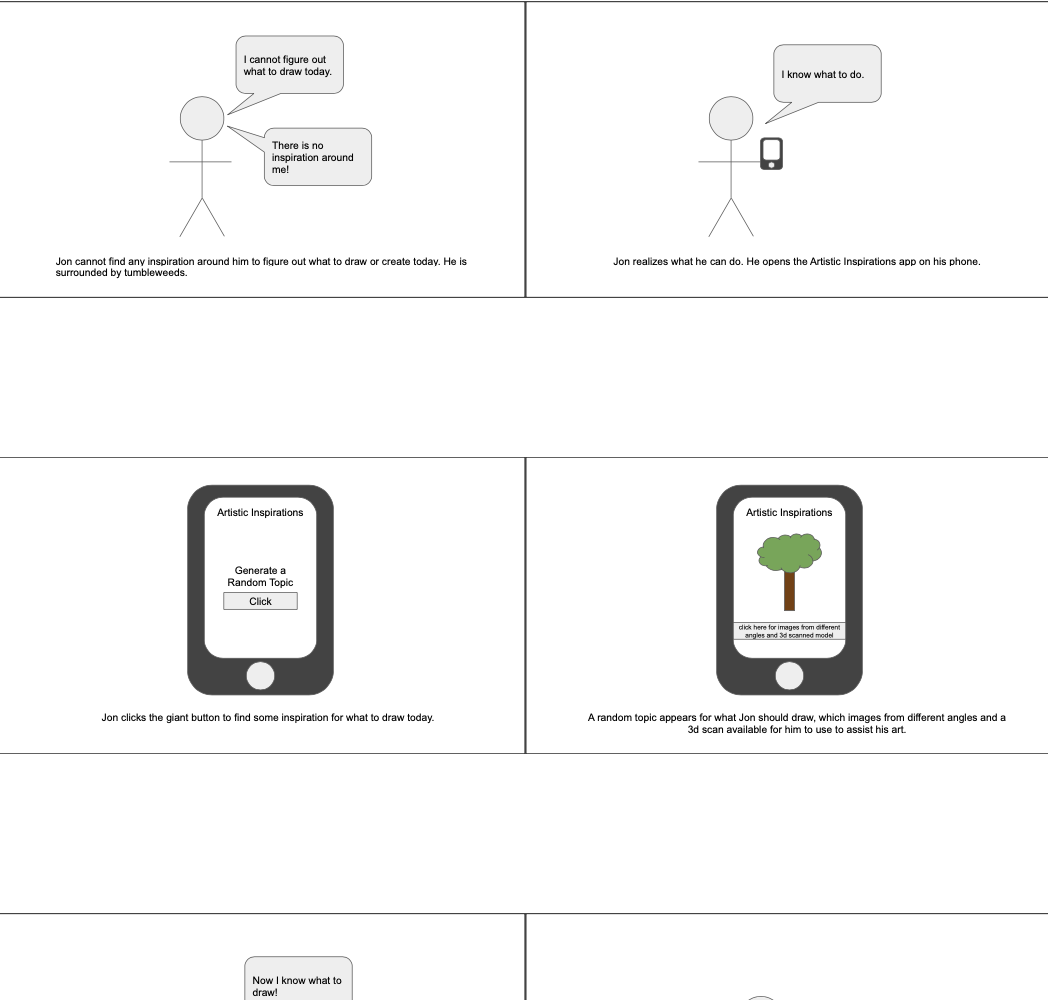 I cannot figure out
what to draw today.
There is no
inspiration around
me!
Jon cannot find any inspiration around him to figure out what to draw or create today. He is
surrounded by tumbleweeds.
I know what to do.
Jon realizes what he can do. He opens the Artistic Inspirations app on his phone.
Artistic Inspirations
Generate a
Random Topic
Click
Jon clicks the giant button to find some inspiration for what to draw today.
Artistic Inspirations
click here for images from different
angles and 3d scanned model
A random topic appears for what Jon should draw, which images from different angles and a
3d scan available for him to use to assist his art.
Now I know what to
draw!